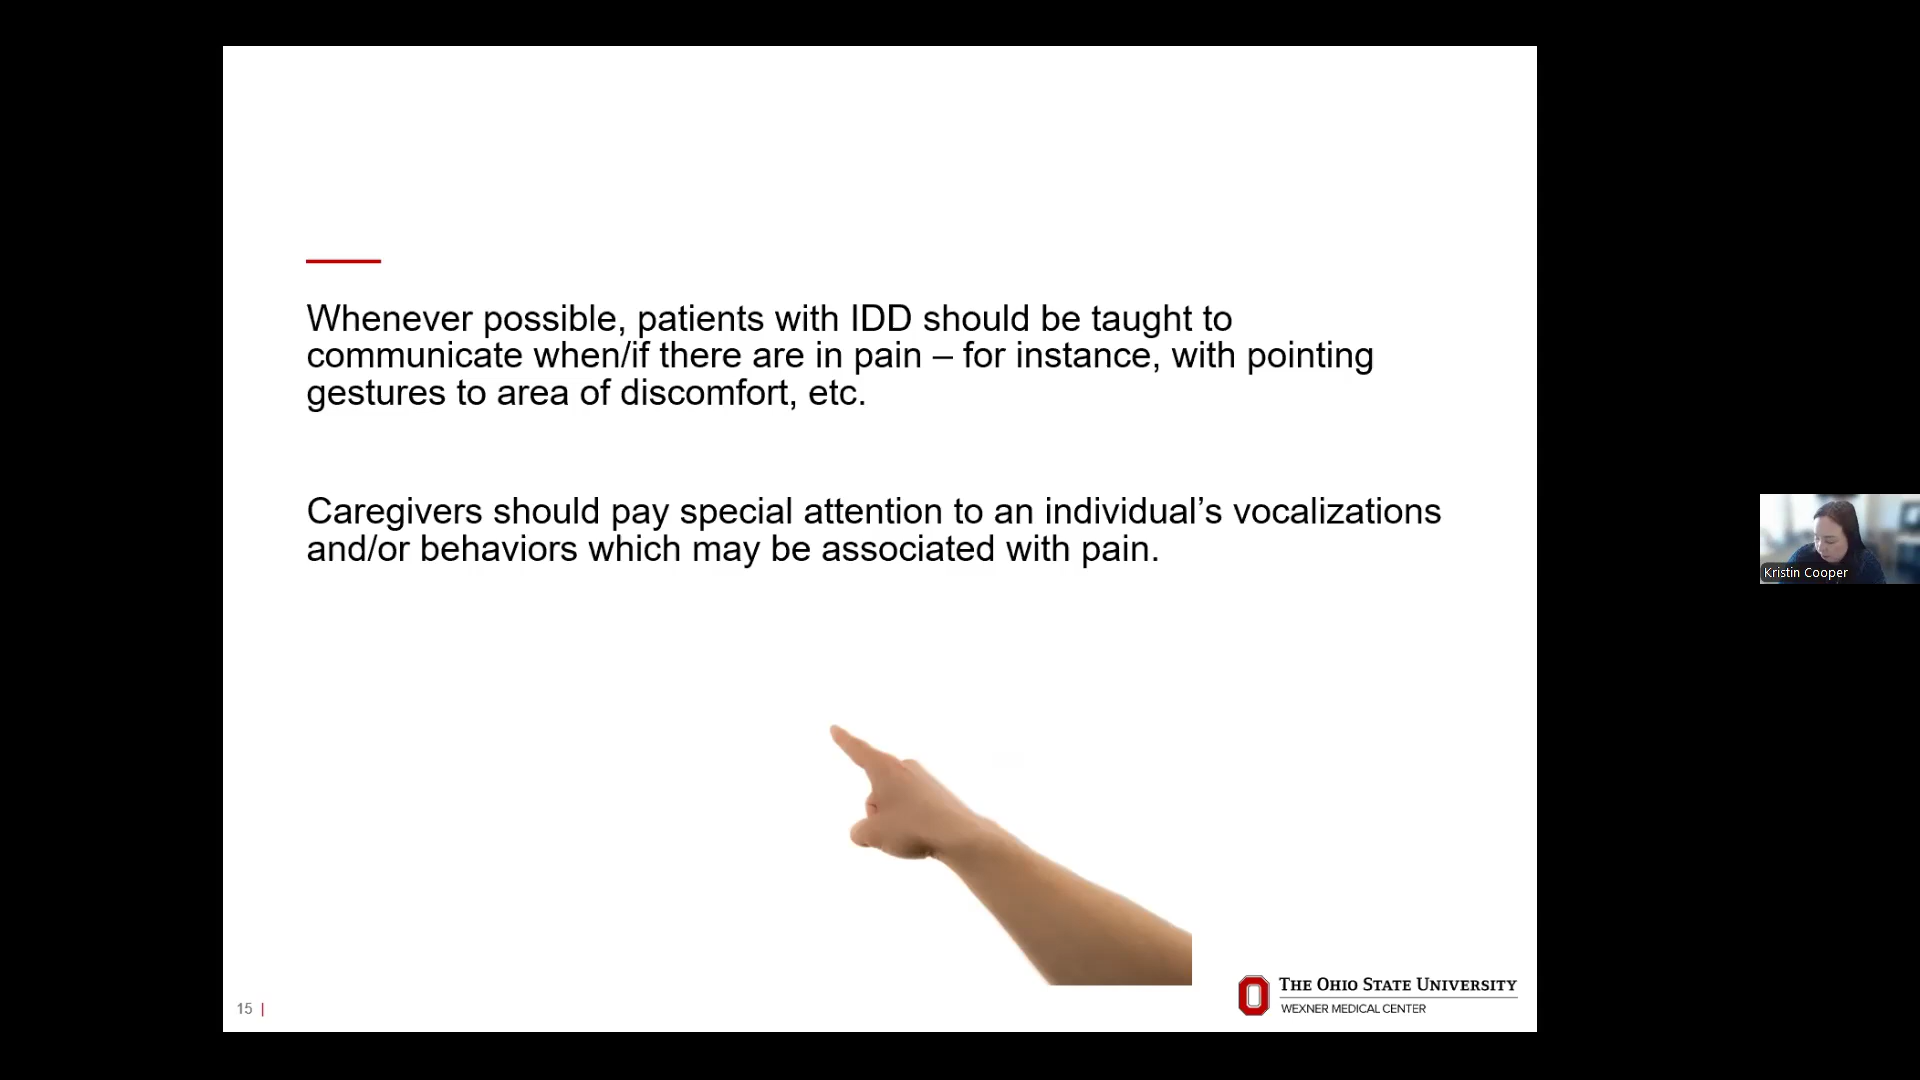 Whenever possible, patients with IDD should be taught to
communicate when/if there are in pain – for instance, with pointing
gestures to area of discomfort, etc.
Caregivers should pay special attention to an individual’s vocalizations
and/or behaviors which may be associated with pain.
Kristin Cooper
15 |
THE OHIO STATE UNIVERSITY
WEXNER MEDICAL CENTER